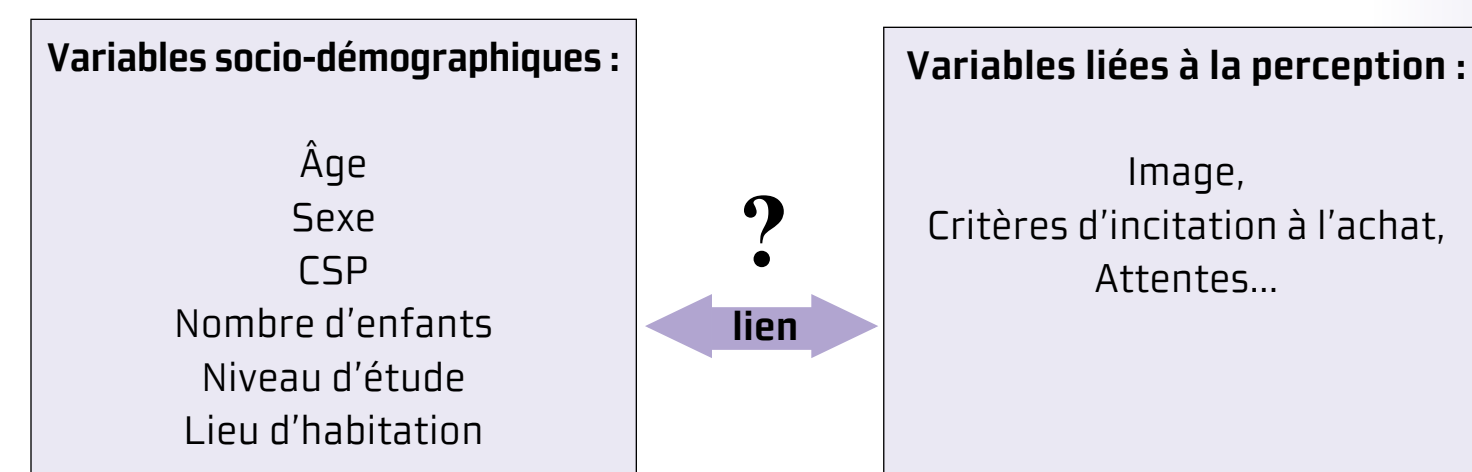 Variables socio-démographiques :
Âge
Sexe
CSP
Nombre d’enfants
Niveau d’étude
Lieu d’habitation
?
lien
Variables liées à la perception :
Image,
Critères d’incitation à l’achat,
Attentes...